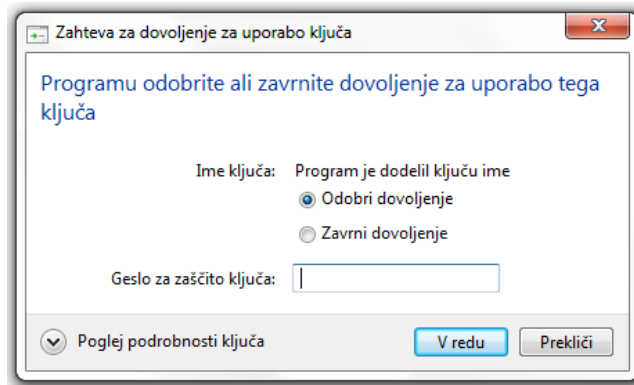 Zahteva za dovoljenje za uporabo ključa
Programu odobrite ali zavrnite dovoljenje za uporabo tega
ključa
Ime ključa: Program je dodelil ključu ime
Odobri dovoljenje
Zavrni dovoljenje
Geslo za zaščito ključa:
Poglej podrobnosti ključa V redu Prekliči